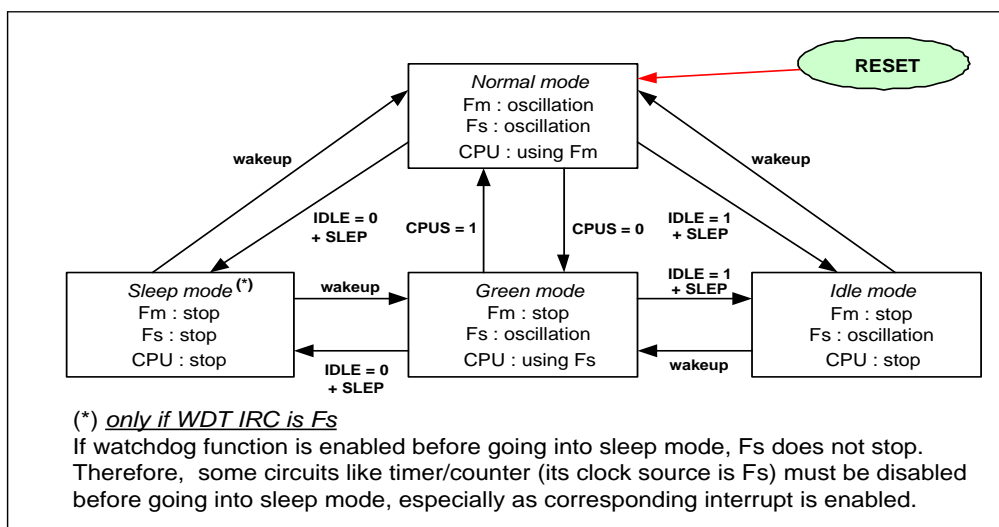 RESET
Normal mode
Fm : oscillation
Fs : oscillation
CPU : using Fm
wakeup
wakeup
IDLE = 0
+ SLEP
CPUS = 1
CPUS = 0
IDLE = 1
+ SLEP
Sleep mode (*)
Fm : stop
Fs : stop
CPU : stop
wakeup
IDLE = 0
+ SLEP
Green mode
Fm : stop
Fs : oscillation
CPU : using Fs
IDLE = 1
+ SLEP
wakeup
Idle mode
Fm : stop
Fs : oscillation
CPU : stop
(*) only if WDT IRC is Fs
If watchdog function is enabled before going into sleep mode, Fs does not stop.
Therefore, some circuits like timer/counter (its clock source is Fs) must be disabled
before going into sleep mode, especially as corresponding interrupt is enabled.